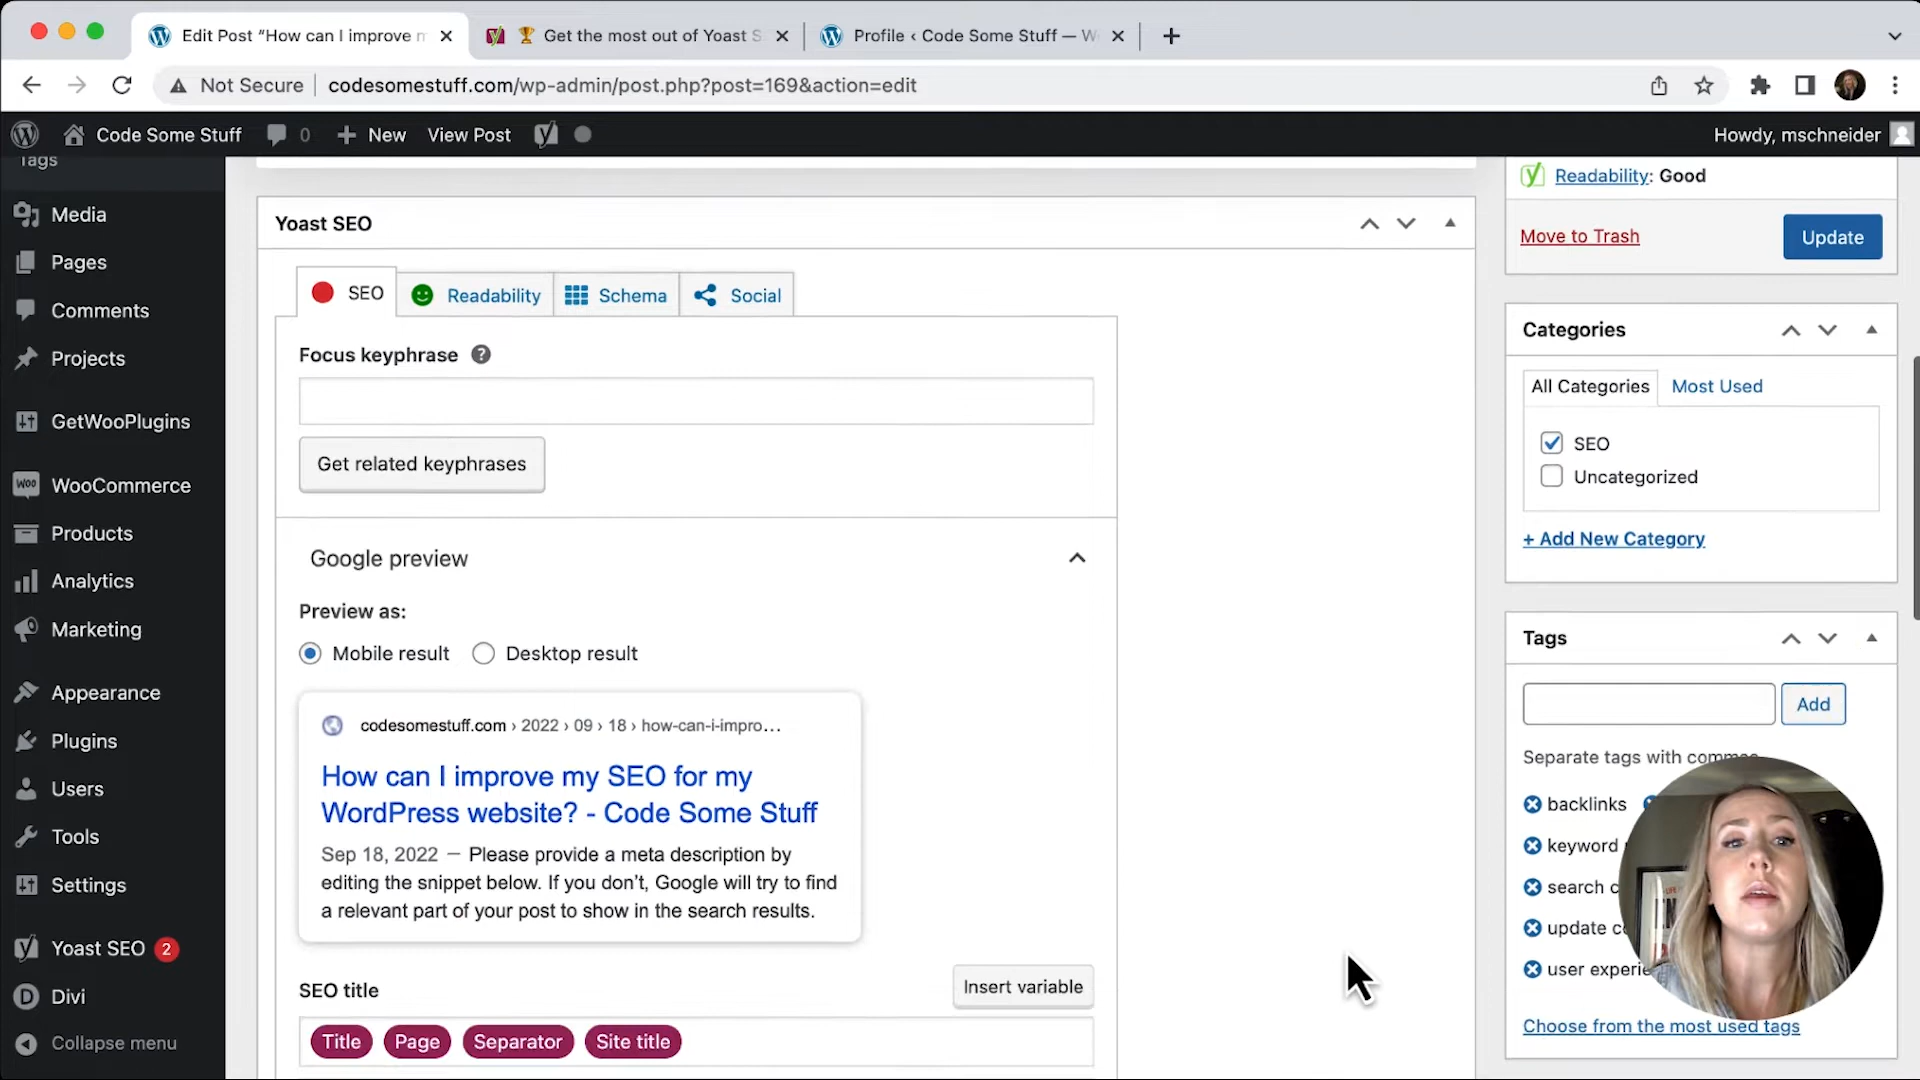 Edit Post “How can I improve m
Get the most out of Yoast S
Profile ‹ Code Some Stuff — W
Not Secure
codesomestuff.com/wp-admin/post.php?post=169&action=edit
Code Some Stuff
0
New
View Post
Howdy, mschneider
Tags
Media
Pages
Comments
Projects
GetWooPlugins
WooCommerce
Products
Analytics
Marketing
Appearance
Plugins
Users
Tools
Settings
Yoast SEO 2
Divi
Collapse menu
Yoast SEO
SEO
Readability
Schema
Social
Focus keyphrase ?
Get related keyphrases
Google preview
Preview as:
Mobile result
Desktop result
codesomestuff.com › 2022 › 09 › 18 › how-can-i-impro…
How can I improve my SEO for my
WordPress website? - Code Some Stuff
Sep 18, 2022 — Please provide a meta description by
editing the snippet below. If you don’t, Google will try to find
a relevant part of your post to show in the search results.
SEO title
Insert variable
Title
Page
Separator
Site title
Readability: Good
Move to Trash
Update
Categories
All Categories
Most Used
SEO
Uncategorized
+ Add New Category
Tags
Add
Separate tags with commas
backlinks
keyword
search c
update c
user experie
Choose from the most used tags